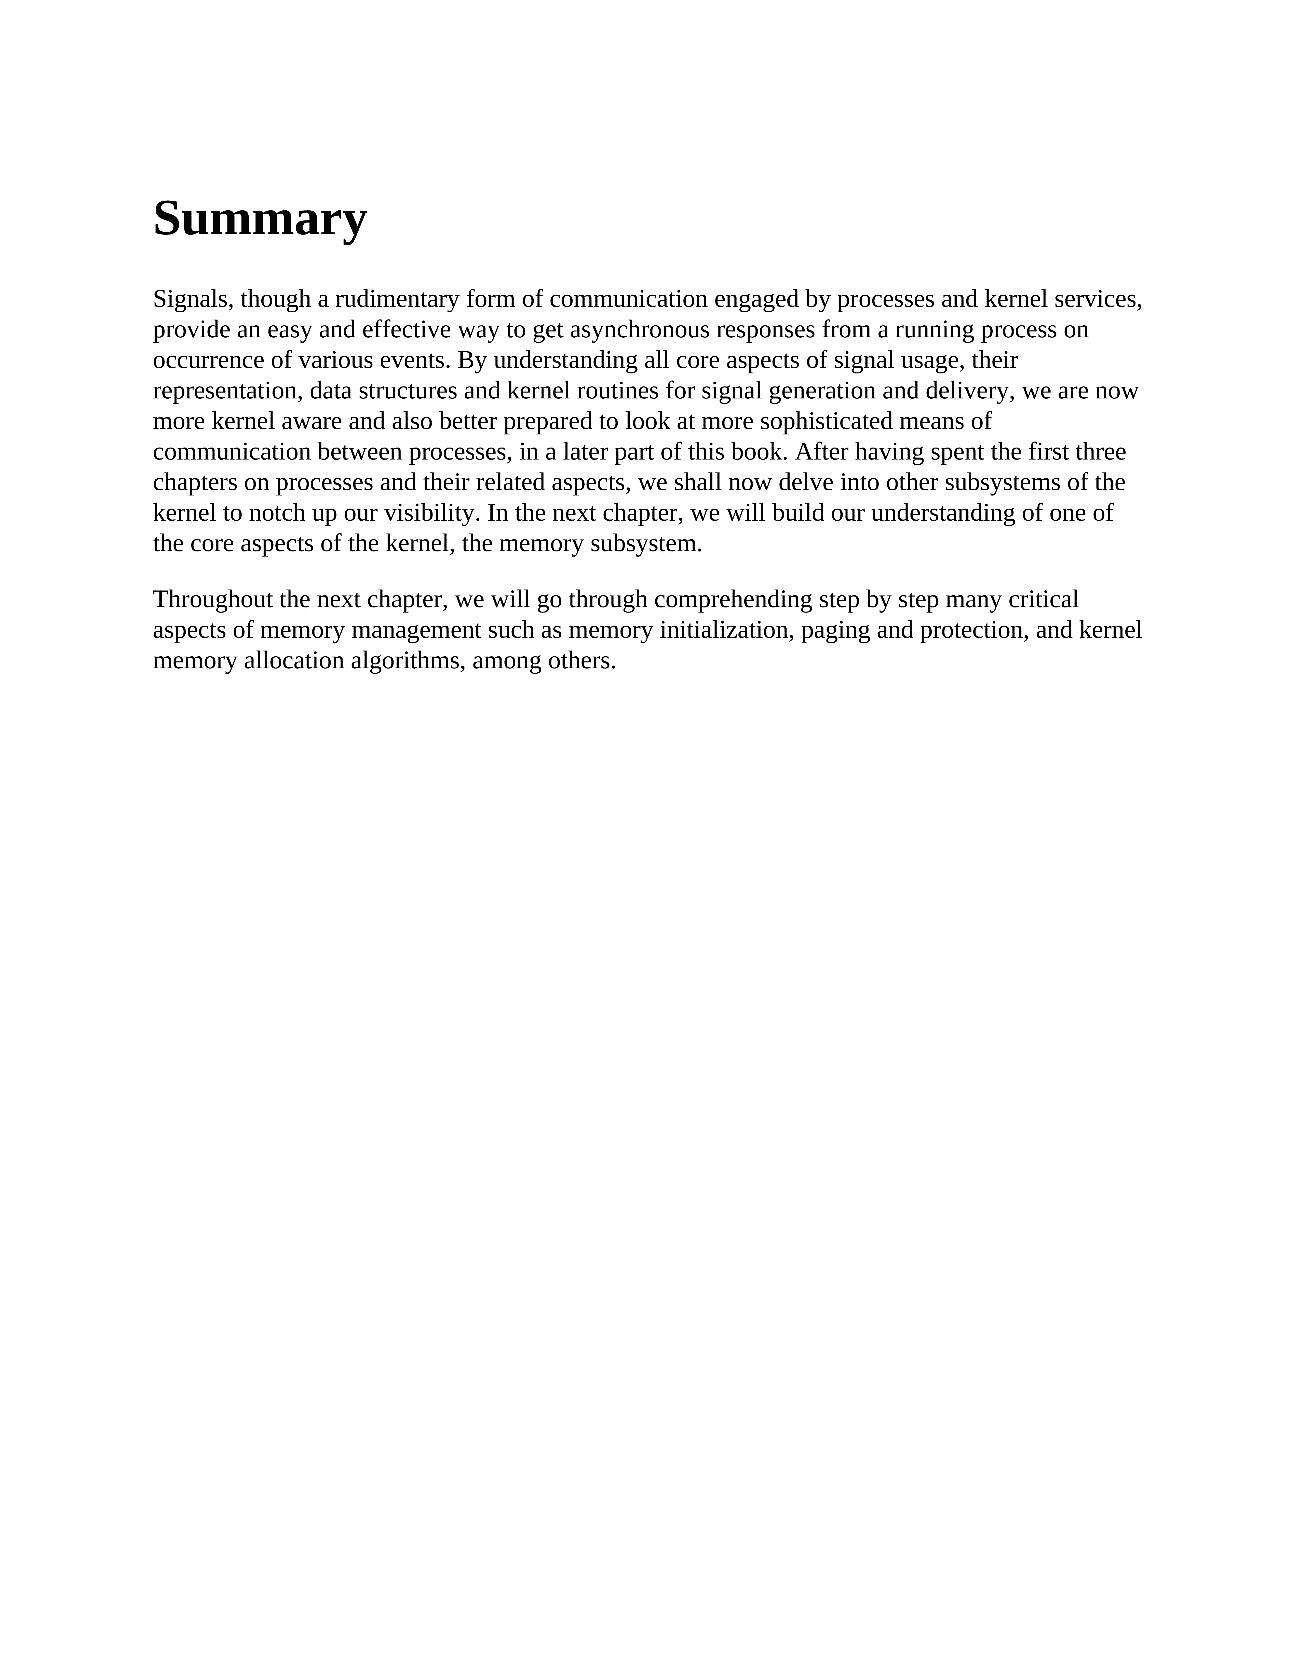 Summary
Signals, though a rudimentary form of communication engaged by processes and kernel services,
provide an easy and effective way to get asynchronous responses from a running process on
occurrence of various events. By understanding all core aspects of signal usage, their
representation, data structures and kernel routines for signal generation and delivery, we are now
more kernel aware and also better prepared to look at more sophisticated means of
communication between processes, in a later part of this book. After having spent the first three
chapters on processes and their related aspects, we shall now delve into other subsystems of the
kernel to notch up our visibility. In the next chapter, we will build our understanding of one of
the core aspects of the kernel, the memory subsystem.
Throughout the next chapter, we will go through comprehending step by step many critical
aspects of memory management such as memory initialization, paging and protection, and kernel
memory allocation algorithms, among others.